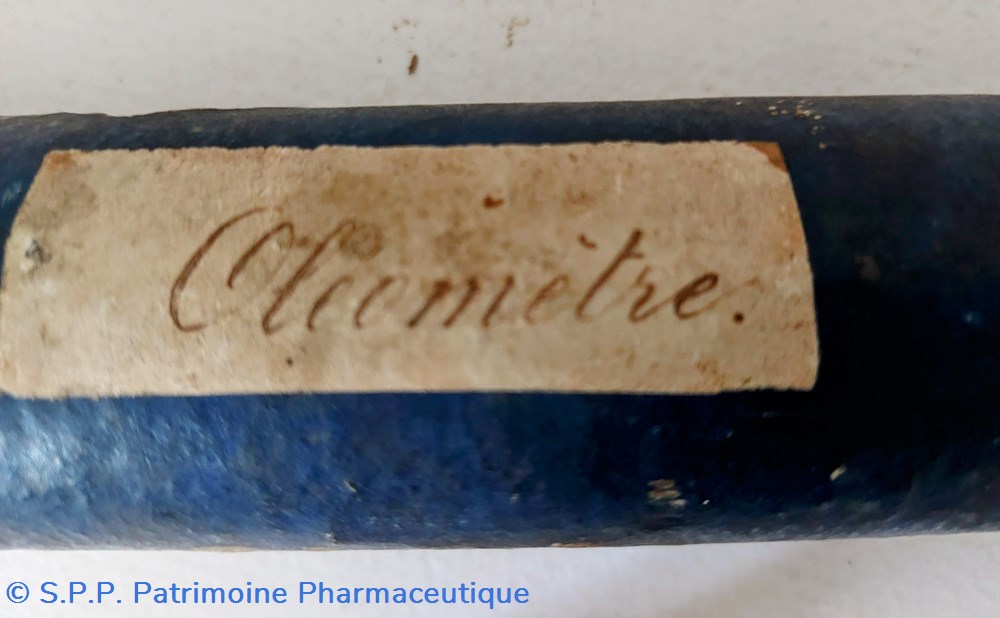 Oléomètre.
© S.P.P. Patrimoine Pharmaceutique